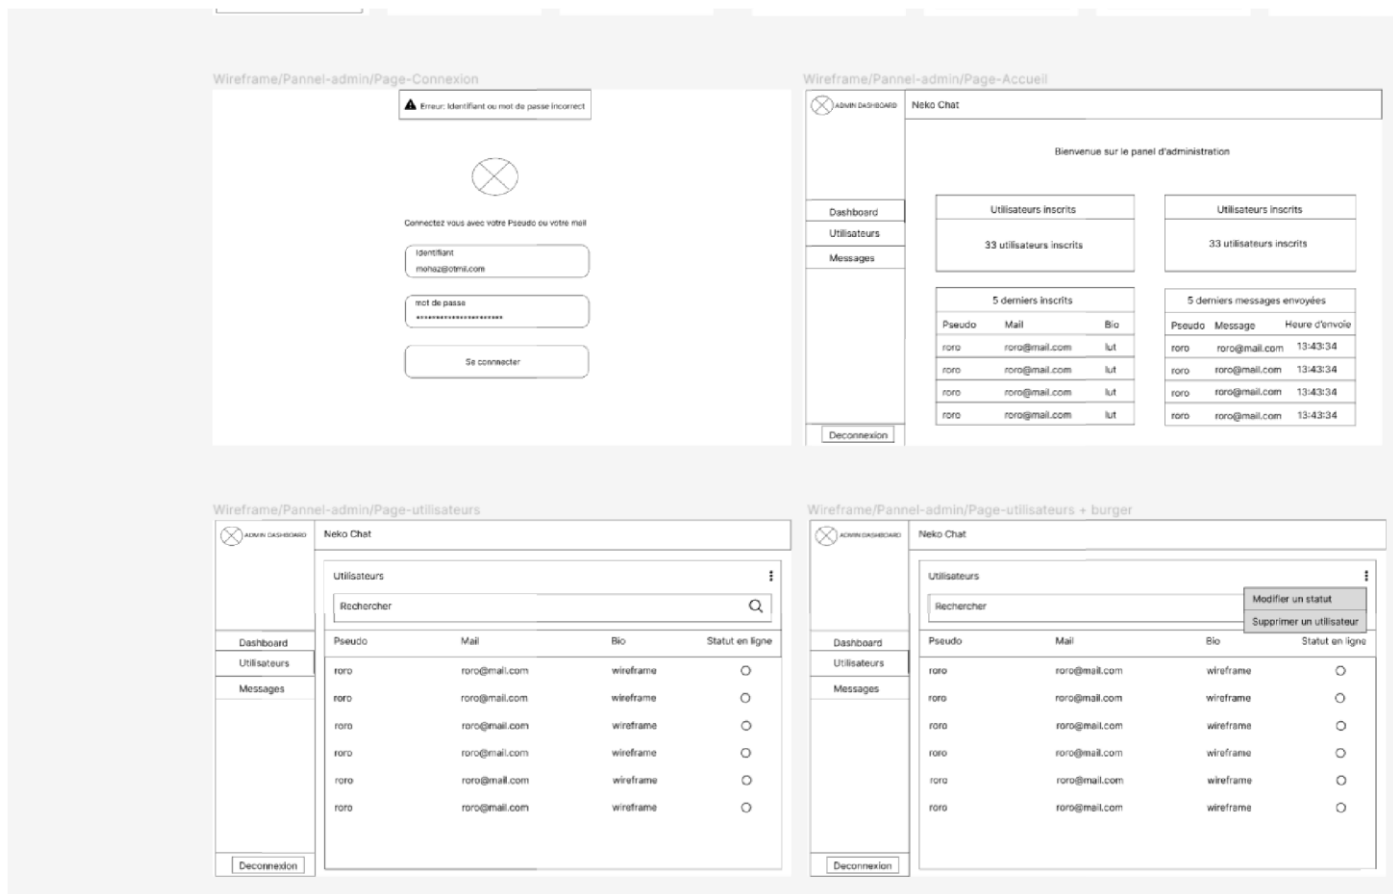 Wireframe/Pannel-admin/Page-Connexion
Erreur: Identifiant ou mot de passe incorrect
Connectez vous avec votre Pseudo ou votre mail
Identifiant
mohaz@otmil.com
mot de passe
**********************
Se connnecter
Wireframe/Pannel-admin/Page-Accueil
ADMIN DASHBOARD
Neko Chat
Bienvenue sur le panel d'administration
Dashboard
Utilisateurs
Messages
Deconnexion
Utilisateurs inscrits
33 utilisateurs inscrits
Utilisateurs inscrits
33 utilisateurs inscrits
5 derniers inscrits
Pseudo Mail Bio
roro roro@mail.com lut
roro roro@mail.com lut
roro roro@mail.com lut
roro roro@mail.com lut
5 derniers messages envoyées
Pseudo Message Heure d'envoie
roro roro@mail.com 13:43:34
roro roro@mail.com 13:43:34
roro roro@mail.com 13:43:34
roro roro@mail.com 13:43:34
Wireframe/Pannel-admin/Page-utilisateurs
ADMIN DASHBOARD
Neko Chat
Dashboard
Utilisateurs
Messages
Deconnexion
Utilisateurs
Rechercher
Pseudo Mail Bio Statut en ligne
roro roro@mail.com wireframe
roro roro@mail.com wireframe
roro roro@mail.com wireframe
roro roro@mail.com wireframe
roro roro@mail.com wireframe
roro roro@mail.com wireframe
Wireframe/Pannel-admin/Page-utilisateurs + burger
ADMIN DASHBOARD
Neko Chat
Dashboard
Utilisateurs
Messages
Deconnexion
Utilisateurs
Rechercher
Modifier un statut
Supprimer un utilisateur
Pseudo Mail Bio Statut en ligne
roro roro@mail.com wireframe
roro roro@mail.com wireframe
roro roro@mail.com wireframe
roro roro@mail.com wireframe
roro roro@mail.com wireframe
roro roro@mail.com wireframe